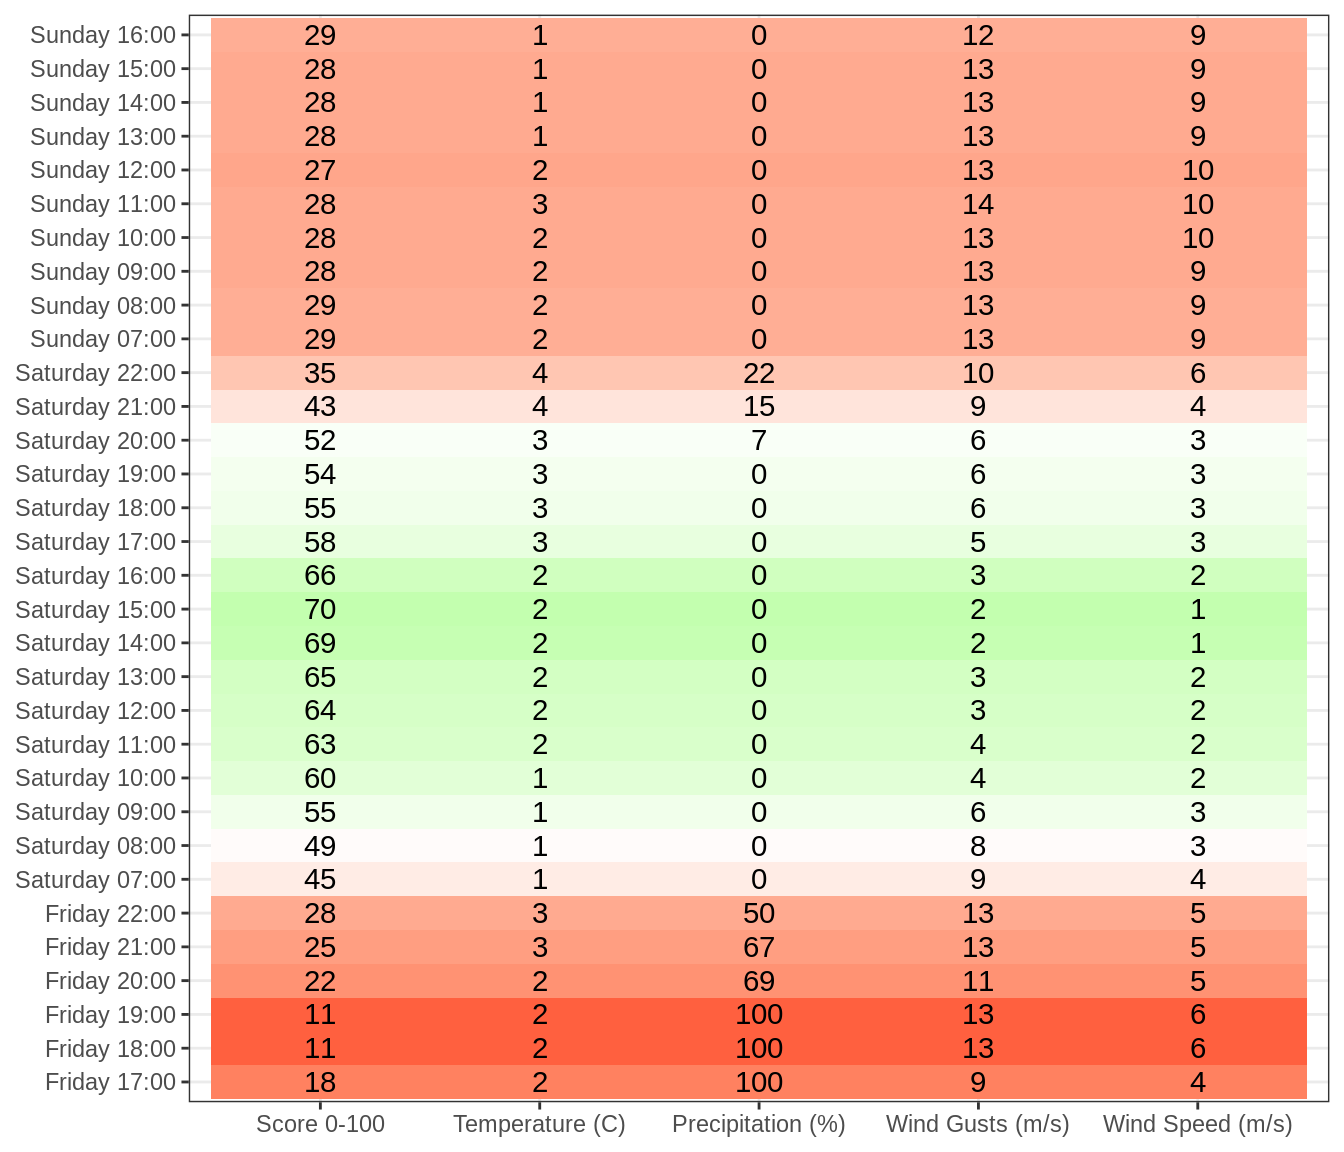 Sunday 16:00 29 1 0 12 9
Sunday 15:00 28 1 0 13 9
Sunday 14:00 28 1 0 13 9
Sunday 13:00 28 1 0 13 9
Sunday 12:00 27 2 0 13 10
Sunday 11:00 28 3 0 14 10
Sunday 10:00 28 2 0 13 10
Sunday 09:00 28 2 0 13 9
Sunday 08:00 29 2 0 13 9
Sunday 07:00 29 2 0 13 9
Saturday 22:00 35 4 22 10 6
Saturday 21:00 43 4 15 9 4
Saturday 20:00 52 3 7 6 3
Saturday 19:00 54 3 0 6 3
Saturday 18:00 55 3 0 6 3
Saturday 17:00 58 3 0 5 3
Saturday 16:00 66 2 0 3 2
Saturday 15:00 70 2 0 2 1
Saturday 14:00 69 2 0 2 1
Saturday 13:00 65 2 0 3 2
Saturday 12:00 64 2 0 3 2
Saturday 11:00 63 2 0 4 2
Saturday 10:00 60 1 0 4 2
Saturday 09:00 55 1 0 6 3
Saturday 08:00 49 1 0 8 3
Saturday 07:00 45 1 0 9 4
Friday 22:00 28 3 50 13 5
Friday 21:00 25 3 67 13 5
Friday 20:00 22 2 69 11 5
Friday 19:00 11 2 100 13 6
Friday 18:00 11 2 100 13 6
Friday 17:00 18 2 100 9 4
Score 0-100 Temperature (C) Precipitation (%) Wind Gusts (m/s) Wind Speed (m/s)